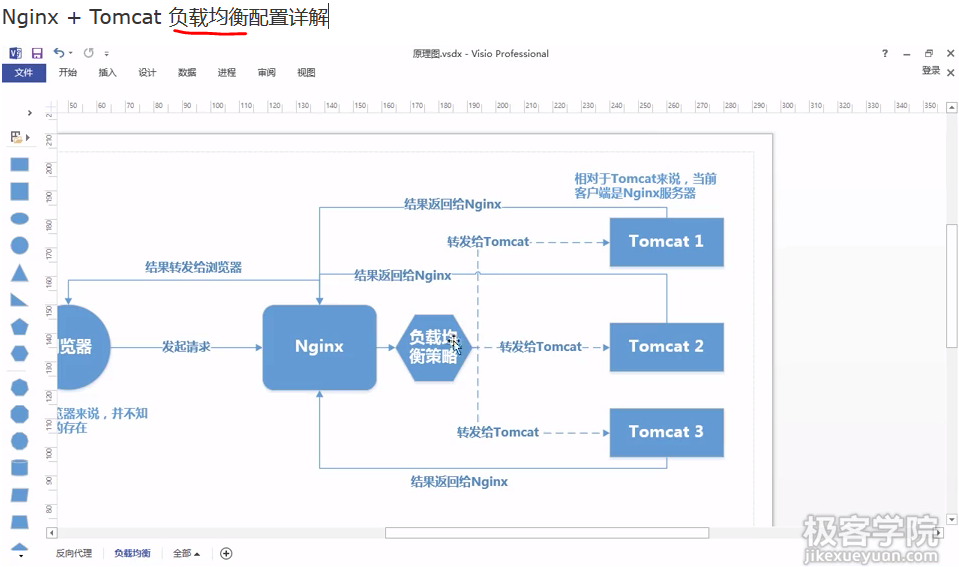 Nginx + Tomcat 负载均衡配置详解
原理图.vsdx - Visio Professional
文件 开始 插入 设计 数据 进程 审阅 视图
登录
50 60 70 80 90 100 110 120 130 140 150 160 170 180 190 200 210 220 230 240 250 260 270 280 290 300 310 320 330 340 350
相对于Tomcat来说，当前
客户端是Nginx服务器
结果返回给Nginx
转发给Tomcat
Tomcat 1
结果转发给浏览器
结果返回给Nginx
览器
发起请求
Nginx
负载均
衡策略
转发给Tomcat
Tomcat 2
览器来说，并不知
的存在
转发给Tomcat
Tomcat 3
结果返回给Nginx
反向代理 负载均衡 全部
极客学院
jikexueyuan.com